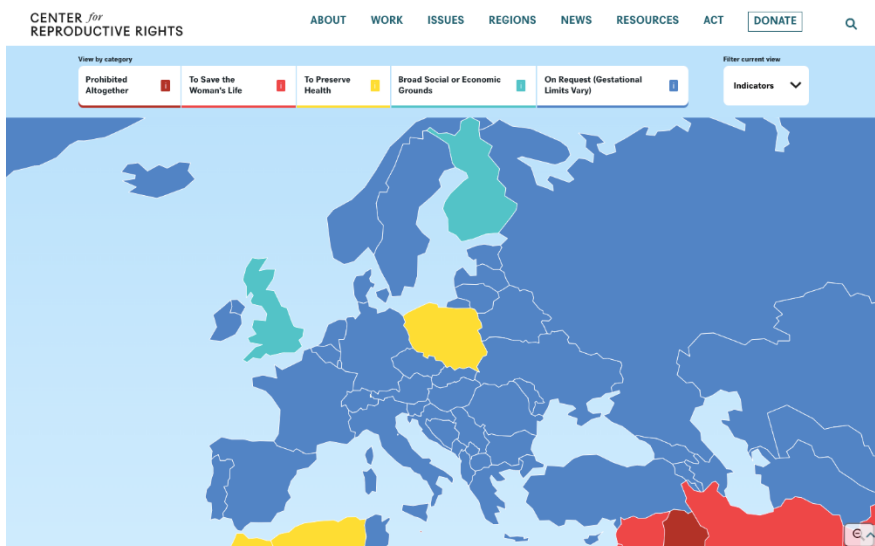 CENTER for
REPRODUCTIVE RIGHTS
ABOUT WORK ISSUES REGIONS NEWS RESOURCES ACT DONATE
View by category
Filter current view
Prohibited
Altogether
i
To Save the
Woman's Life
i
To Preserve
Health
i
Broad Social or Economic
Grounds
i
On Request (Gestational
Limits Vary)
i
Indicators